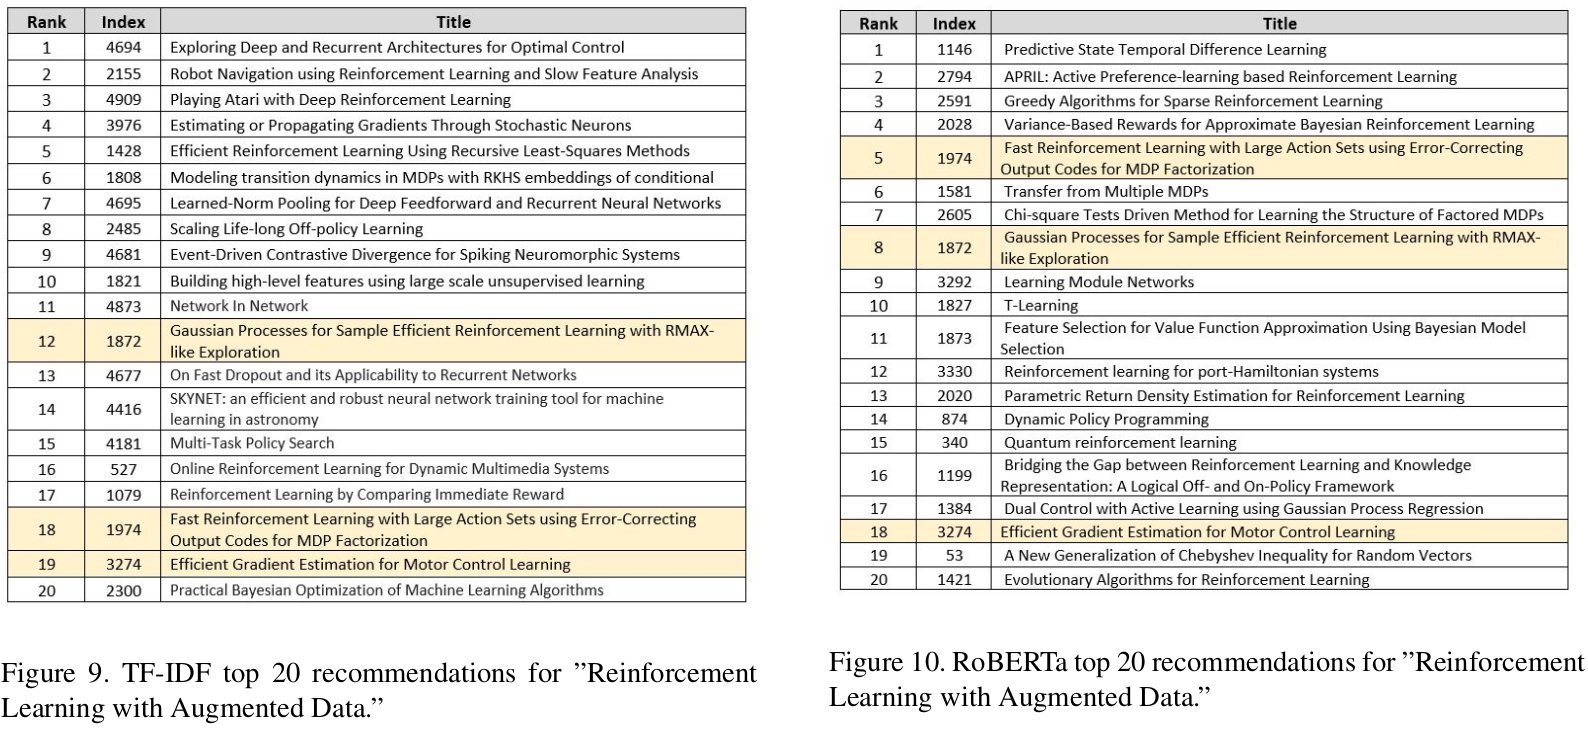 Rank Index Title
1 4694 Exploring Deep and Recurrent Architectures for Optimal Control
2 2155 Robot Navigation using Reinforcement Learning and Slow Feature Analysis
3 4909 Playing Atari with Deep Reinforcement Learning
4 3976 Estimating or Propagating Gradients Through Stochastic Neurons
5 1428 Efficient Reinforcement Learning Using Recursive Least-Squares Methods
6 1808 Modeling transition dynamics in MDPs with RKHS embeddings of conditional
7 4695 Learned-Norm Pooling for Deep Feedforward and Recurrent Neural Networks
8 2485 Scaling Life-long Off-policy Learning
9 4681 Event-Driven Contrastive Divergence for Spiking Neuromorphic Systems
10 1821 Building high-level features using large scale unsupervised learning
11 4873 Network In Network
12 1872 Gaussian Processes for Sample Efficient Reinforcement Learning with RMAX-
like Exploration
13 4677 On Fast Dropout and its Applicability to Recurrent Networks
14 4416 SKYNET: an efficient and robust neural network training tool for machine
learning in astronomy
15 4181 Multi-Task Policy Search
16 527 Online Reinforcement Learning for Dynamic Multimedia Systems
17 1079 Reinforcement Learning by Comparing Immediate Reward
18 1974 Fast Reinforcement Learning with Large Action Sets using Error-Correcting
Output Codes for MDP Factorization
19 3274 Efficient Gradient Estimation for Motor Control Learning
20 2300 Practical Bayesian Optimization of Machine Learning Algorithms
Figure 9. TF-IDF top 20 recommendations for ”Reinforcement
Learning with Augmented Data.”
Rank Index Title
1 1146 Predictive State Temporal Difference Learning
2 2794 APRIL: Active Preference-learning based Reinforcement Learning
3 2591 Greedy Algorithms for Sparse Reinforcement Learning
4 2028 Variance-Based Rewards for Approximate Bayesian Reinforcement Learning
5 1974 Fast Reinforcement Learning with Large Action Sets using Error-Correcting
Output Codes for MDP Factorization
6 1581 Transfer from Multiple MDPs
7 2605 Chi-square Tests Driven Method for Learning the Structure of Factored MDPs
8 1872 Gaussian Processes for Sample Efficient Reinforcement Learning with RMAX-
like Exploration
9 3292 Learning Module Networks
10 1827 T-Learning
11 1873 Feature Selection for Value Function Approximation Using Bayesian Model
Selection
12 3330 Reinforcement learning for port-Hamiltonian systems
13 2020 Parametric Return Density Estimation for Reinforcement Learning
14 874 Dynamic Policy Programming
15 340 Quantum reinforcement learning
16 1199 Bridging the Gap between Reinforcement Learning and Knowledge
Representation: A Logical Off- and On-Policy Framework
17 1384 Dual Control with Active Learning using Gaussian Process Regression
18 3274 Efficient Gradient Estimation for Motor Control Learning
19 53 A New Generalization of Chebyshev Inequality for Random Vectors
20 1421 Evolutionary Algorithms for Reinforcement Learning
Figure 10. RoBERTa top 20 recommendations for ”Reinforcement
Learning with Augmented Data.”